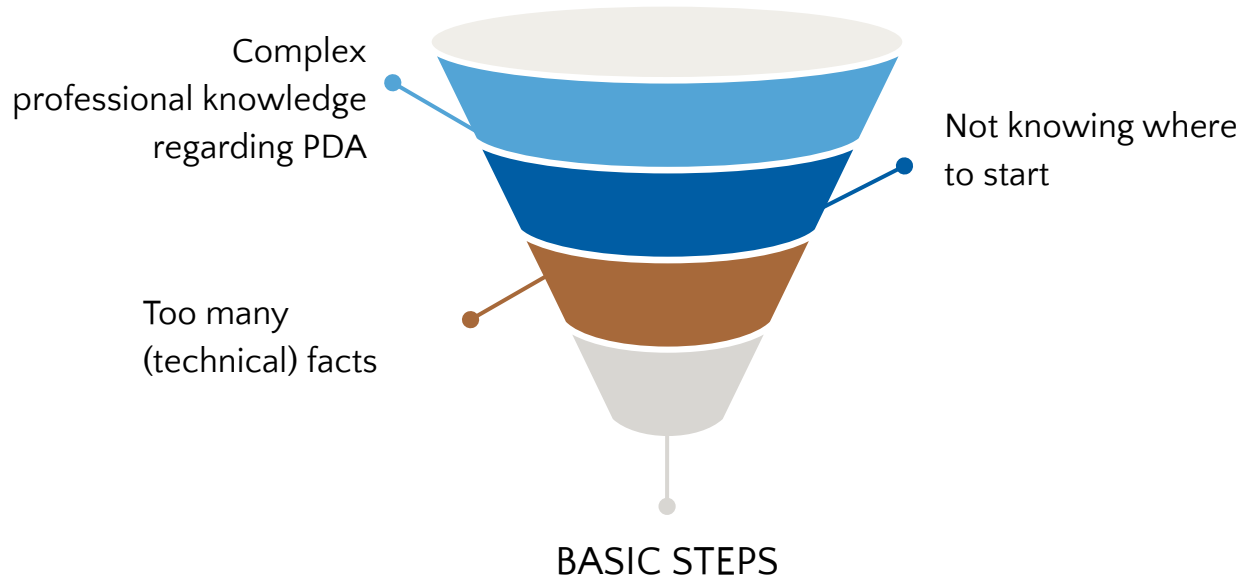 Complex
professional knowledge
regarding PDA
Not knowing where
to start
Too many
(technical) facts
BASIC STEPS